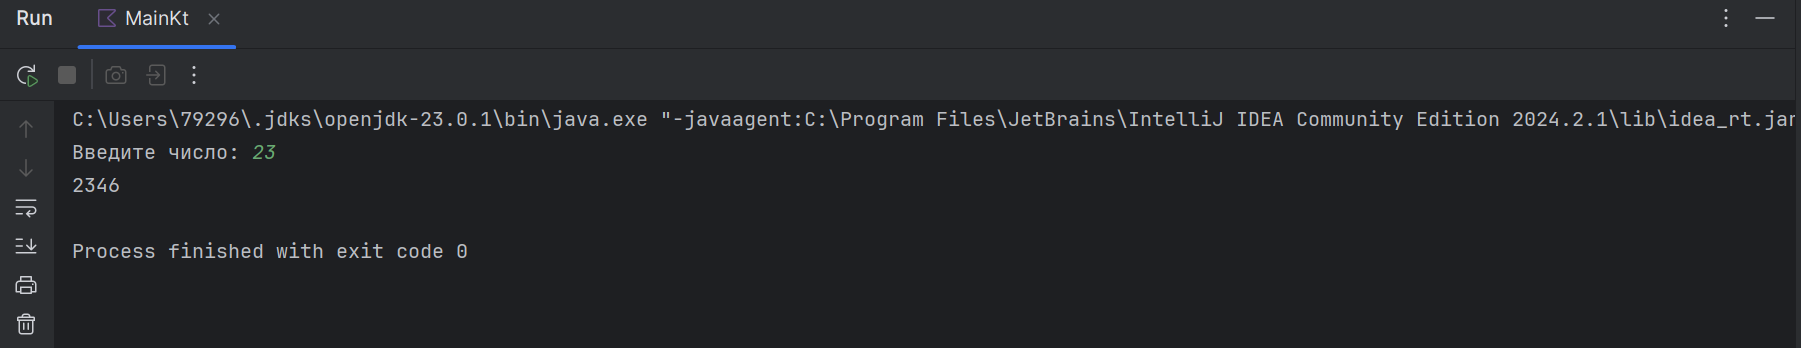 Run MainKt
C:\Users\79296\.jdks\openjdk-23.0.1\bin\java.exe "-javaagent:C:\Program Files\JetBrains\IntelliJ IDEA Community Edition 2024.2.1\lib\idea_rt.jar
Введите число: 23
2346
Process finished with exit code 0